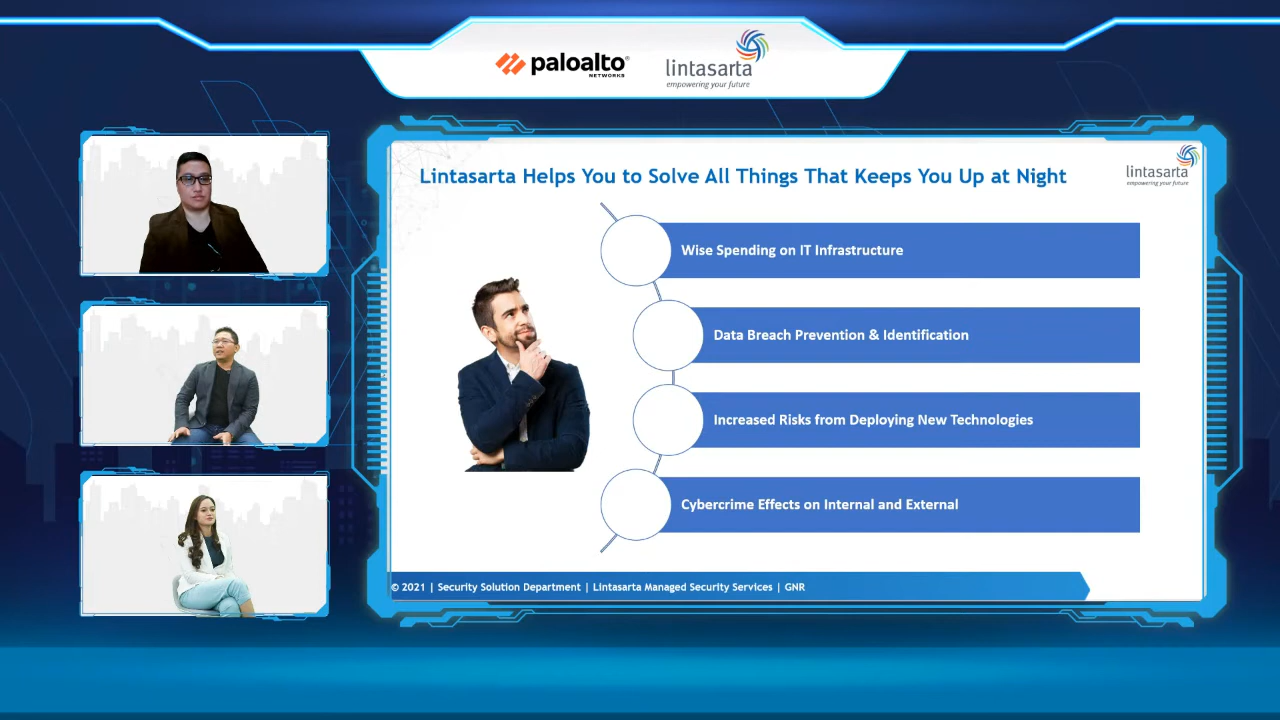 paloalto
NETWORKS
lintasarta
empowering your future
Lintasarta Helps You to Solve All Things That Keeps You Up at Night
lintasarta
empowering your future
Wise Spending on IT Infrastructure
Data Breach Prevention & Identification
Increased Risks from Deploying New Technologies
Cybercrime Effects on Internal and External
© 2021 | Security Solution Department | Lintasarta Managed Security Services | GNR